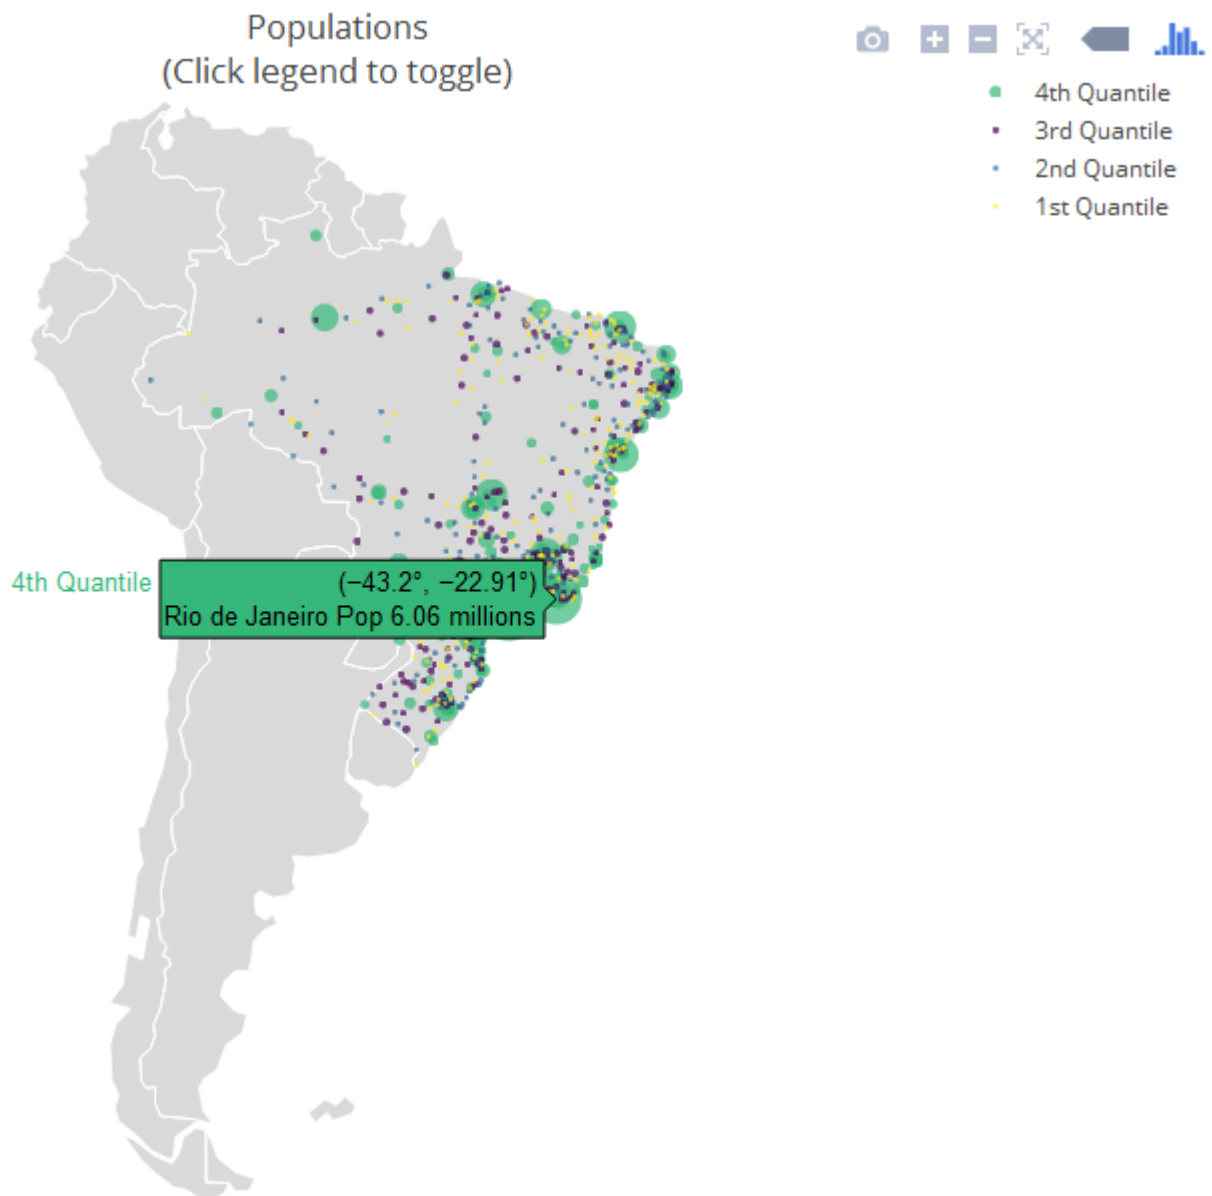 Populations
(Click legend to toggle)
4th Quantile
3rd Quantile
2nd Quantile
1st Quantile
4th Quantile
(−43.2°, −22.91°)
Rio de Janeiro Pop 6.06 millions